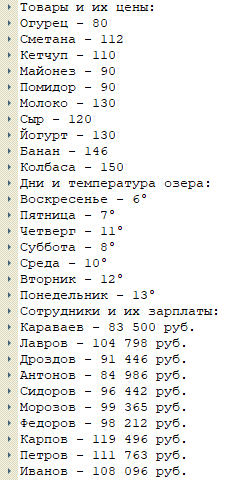 Товары и их цены:
Огурец - 80
Сметана - 112
Кетчуп - 110
Майонез - 90
Помидор - 90
Молоко - 130
Сыр - 120
Йогурт - 130
Банан - 146
Колбаса - 150
Дни и температура озера:
Воскресенье - 6°
Пятница - 7°
Четверг - 11°
Суббота - 8°
Среда - 10°
Вторник - 12°
Понедельник - 13°
Сотрудники и их зарплаты:
Караваев - 83 500 руб.
Лавров - 104 798 руб.
Дроздов - 91 446 руб.
Антонов - 84 986 руб.
Сидоров - 96 442 руб.
Морозов - 99 365 руб.
Федоров - 98 212 руб.
Карпов - 119 496 руб.
Петров - 111 763 руб.
Иванов - 108 096 руб.